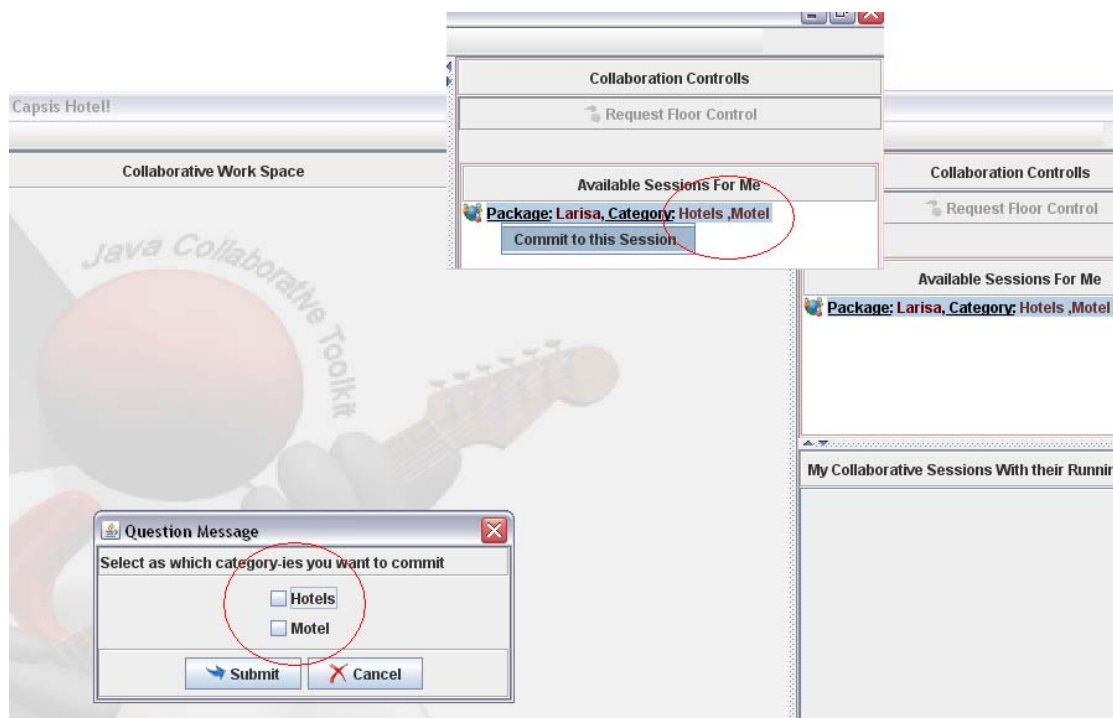 Collaboration Controlls
Request Floor Control
Available Sessions For Me
Package: Larisa, Category: Hotels ,Motel
Commit to this Session
Capsis Hotel!
Collaborative Work Space
Java Collaborative Toolkit
Collaboration Controlls
Request Floor Control
Available Sessions For Me
Package: Larisa, Category: Hotels ,Motel
My Collaborative Sessions With their Runnin
Question Message
Select as which category-ies you want to commit
Hotels
Motel
Submit
Cancel